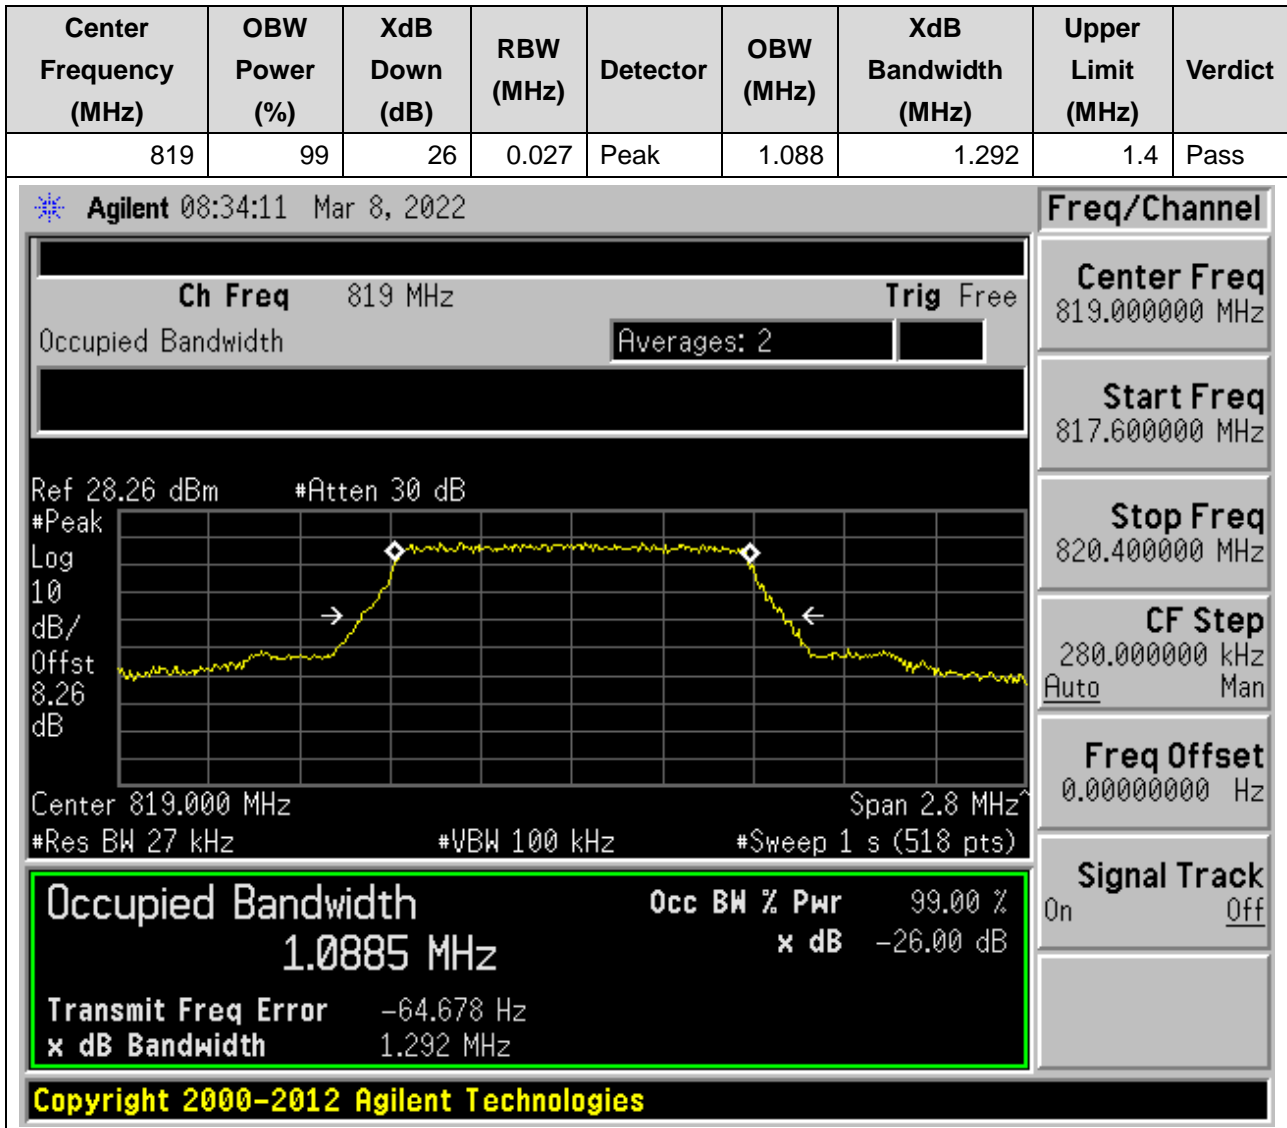 Center Frequency (MHz) OBW Power (%) XdB Down (dB) RBW (MHz) Detector OBW (MHz) XdB Bandwidth (MHz) Upper Limit (MHz) Verdict
819 99 26 0.027 Peak 1.088 1.292 1.4 Pass
Agilent 08:34:11 Mar 8, 2022
Freq/Channel
Ch Freq 819 MHz Trig Free
Occupied Bandwidth Averages: 2
Center Freq
819.000000 MHz
Start Freq
817.600000 MHz
Stop Freq
820.400000 MHz
CF Step
280.000000 kHz
Auto Man
Freq Offset
0.00000000 Hz
Signal Track
On Off
Ref 28.26 dBm #Atten 30 dB
#Peak
Log
10
dB/
Offst
8.26
dB
Center 819.000 MHz Span 2.8 MHz^
#Res BW 27 kHz #VBW 100 kHz #Sweep 1 s (518 pts)
Occupied Bandwidth Occ BW % Pwr 99.00 %
1.0885 MHz x dB -26.00 dB
Transmit Freq Error -64.678 Hz
x dB Bandwidth 1.292 MHz
Copyright 2000-2012 Agilent Technologies